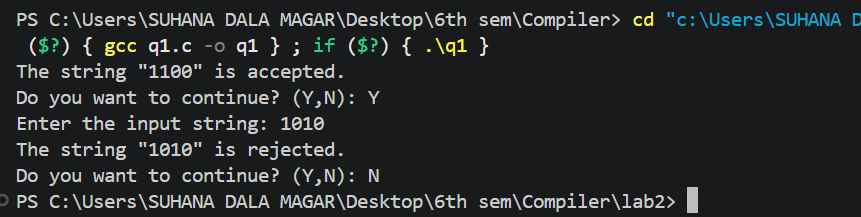 PS C:\Users\SUHANA DALA MAGAR\Desktop\6th sem\Compiler> cd "c:\Users\SUHANA D
($?) { gcc q1.c -o q1 } ; if ($?) { .\q1 }
The string "1100" is accepted.
Do you want to continue? (Y,N): Y
Enter the input string: 1010
The string "1010" is rejected.
Do you want to continue? (Y,N): N
PS C:\Users\SUHANA DALA MAGAR\Desktop\6th sem\Compiler\lab2>